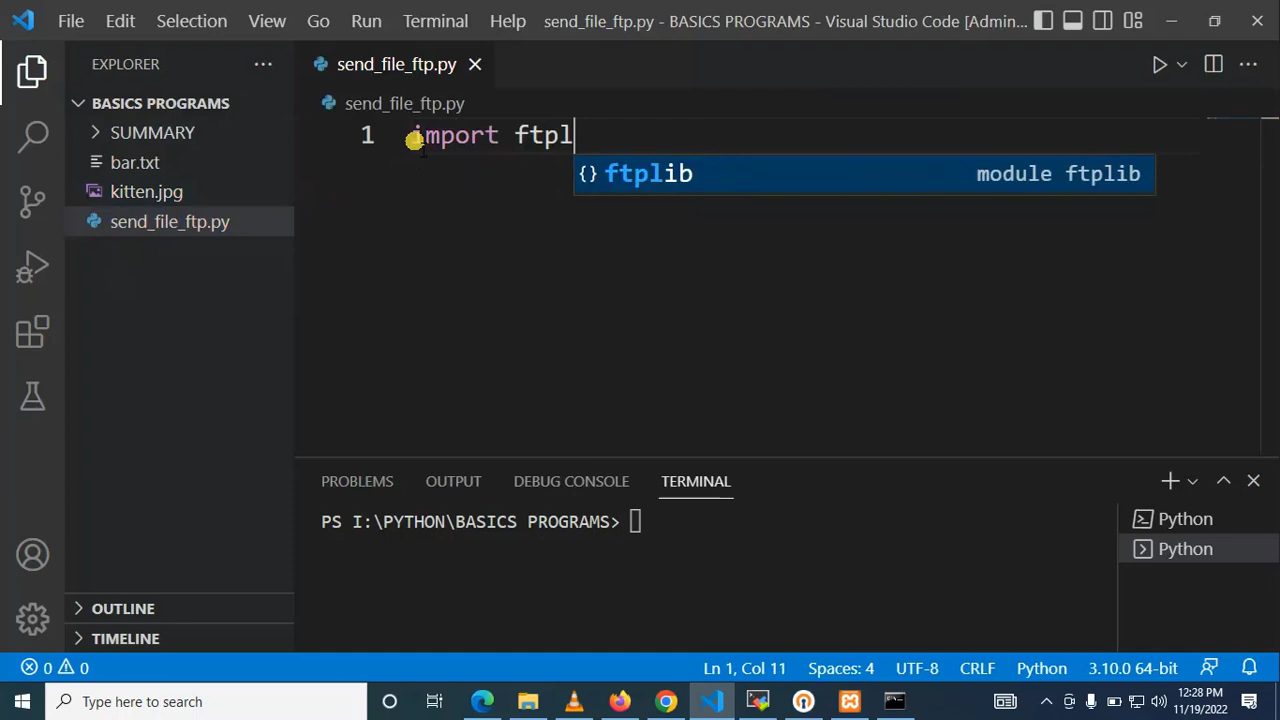 File Edit Selection View Go Run Terminal Help send_file_ftp.py - BASICS PROGRAMS - Visual Studio Code [Admin...
EXPLORER
BASICS PROGRAMS
SUMMARY
bar.txt
kitten.jpg
send_file_ftp.py
OUTLINE
TIMELINE
send_file_ftp.py
send_file_ftp.py
1 import ftpl
{} ftplib module ftplib
PROBLEMS OUTPUT DEBUG CONSOLE TERMINAL
PS I:\PYTHON\BASICS PROGRAMS>
Python
Python
0 0 Ln 1, Col 11 Spaces: 4 UTF-8 CRLF Python 3.10.0 64-bit
Type here to search
12:28 PM
11/19/2022